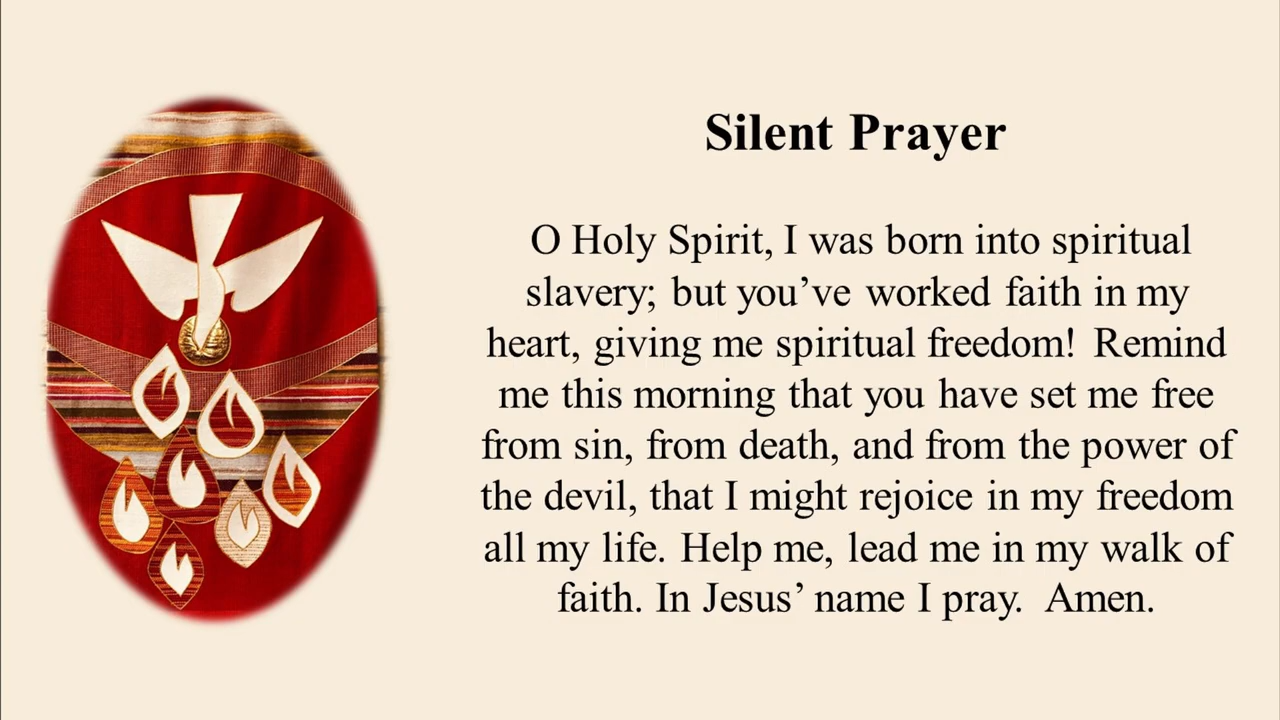 Silent Prayer
O Holy Spirit, I was born into spiritual
slavery; but you’ve worked faith in my
heart, giving me spiritual freedom! Remind
me this morning that you have set me free
from sin, from death, and from the power of
the devil, that I might rejoice in my freedom
all my life. Help me, lead me in my walk of
faith. In Jesus’ name I pray. Amen.